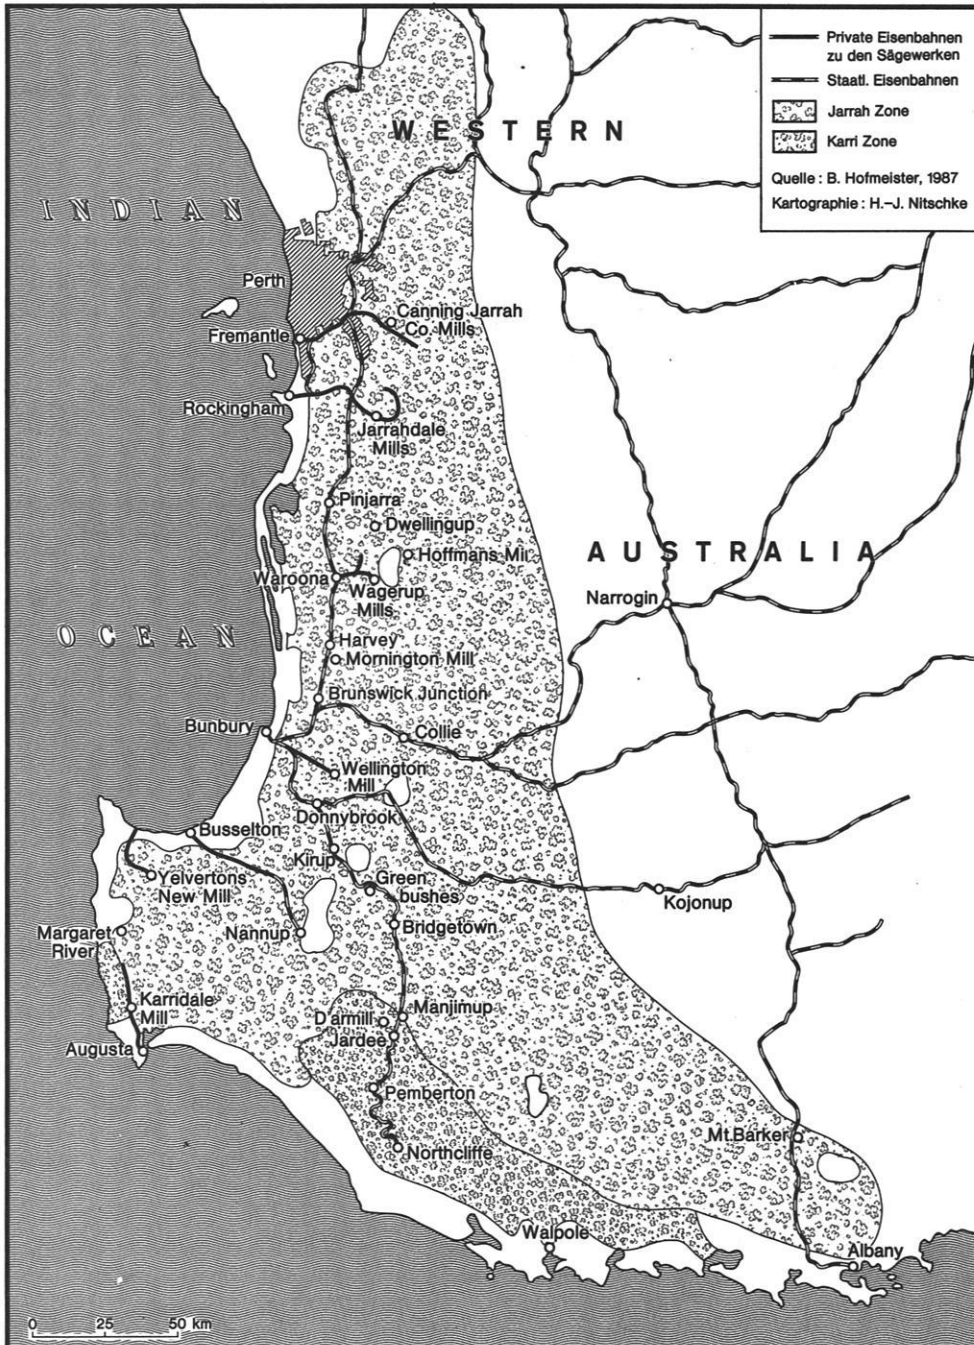 Private Eisenbahnen
zu den Sägewerken
Staatl. Eisenbahnen
Jarrah Zone
Karri Zone
Quelle : B. Hofmeister, 1987
Kartographie : H.–J. Nitschke
WESTERN
INDIAN
Perth
Canning Jarrah
Co. Mills
Fremantle
Rockingham
Jarrahdale
Mills
Pinjarra
Dwellingup
Hoffmans Mil
AUSTRALIA
Waroona
Wagerup
Mills
Narrogin
OCEAN
Harvey
Mornington Mill
Brunswick Junction
Bunbury
Collie
Wellington
Mill
Donnybrook
Busselton
Kirup
Yelvertons
New Mill
Green
bushes
Kojonup
Margaret
River
Nannup
Bridgetown
Karridale
Mill
Manjimup
D'armill
Jardee
Augusta
Pemberton
Mt.Barker
Northcliffe
Walpole
Albany
0 25 50 km